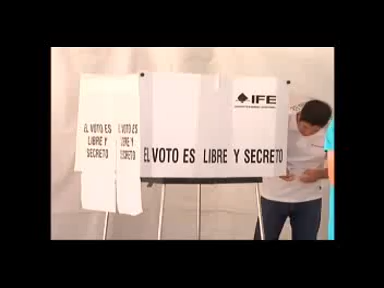 IFE
EL VOTO ES LIBRE Y SECRETO
EL VOTO ES
LIBRE Y
SECRETO
EL VOTO ES
LIBRE Y
SECRETO